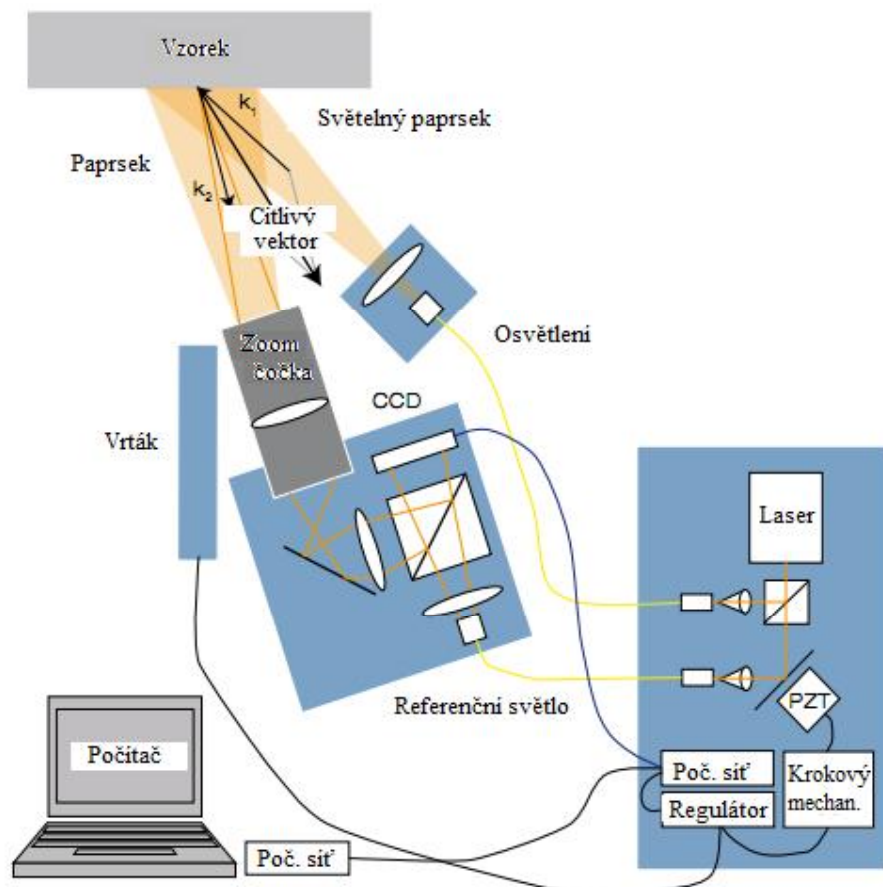 Vzorek
k₁
Světelný paprsek
Paprsek
k₂
Citlivý
vektor
Osvětlení
Zoom
čočka
CCD
Vrták
Laser
PZT
Referenční světlo
Počítač
Poč. síť
Regulátor
Krokový
mechan.
Poč. síť